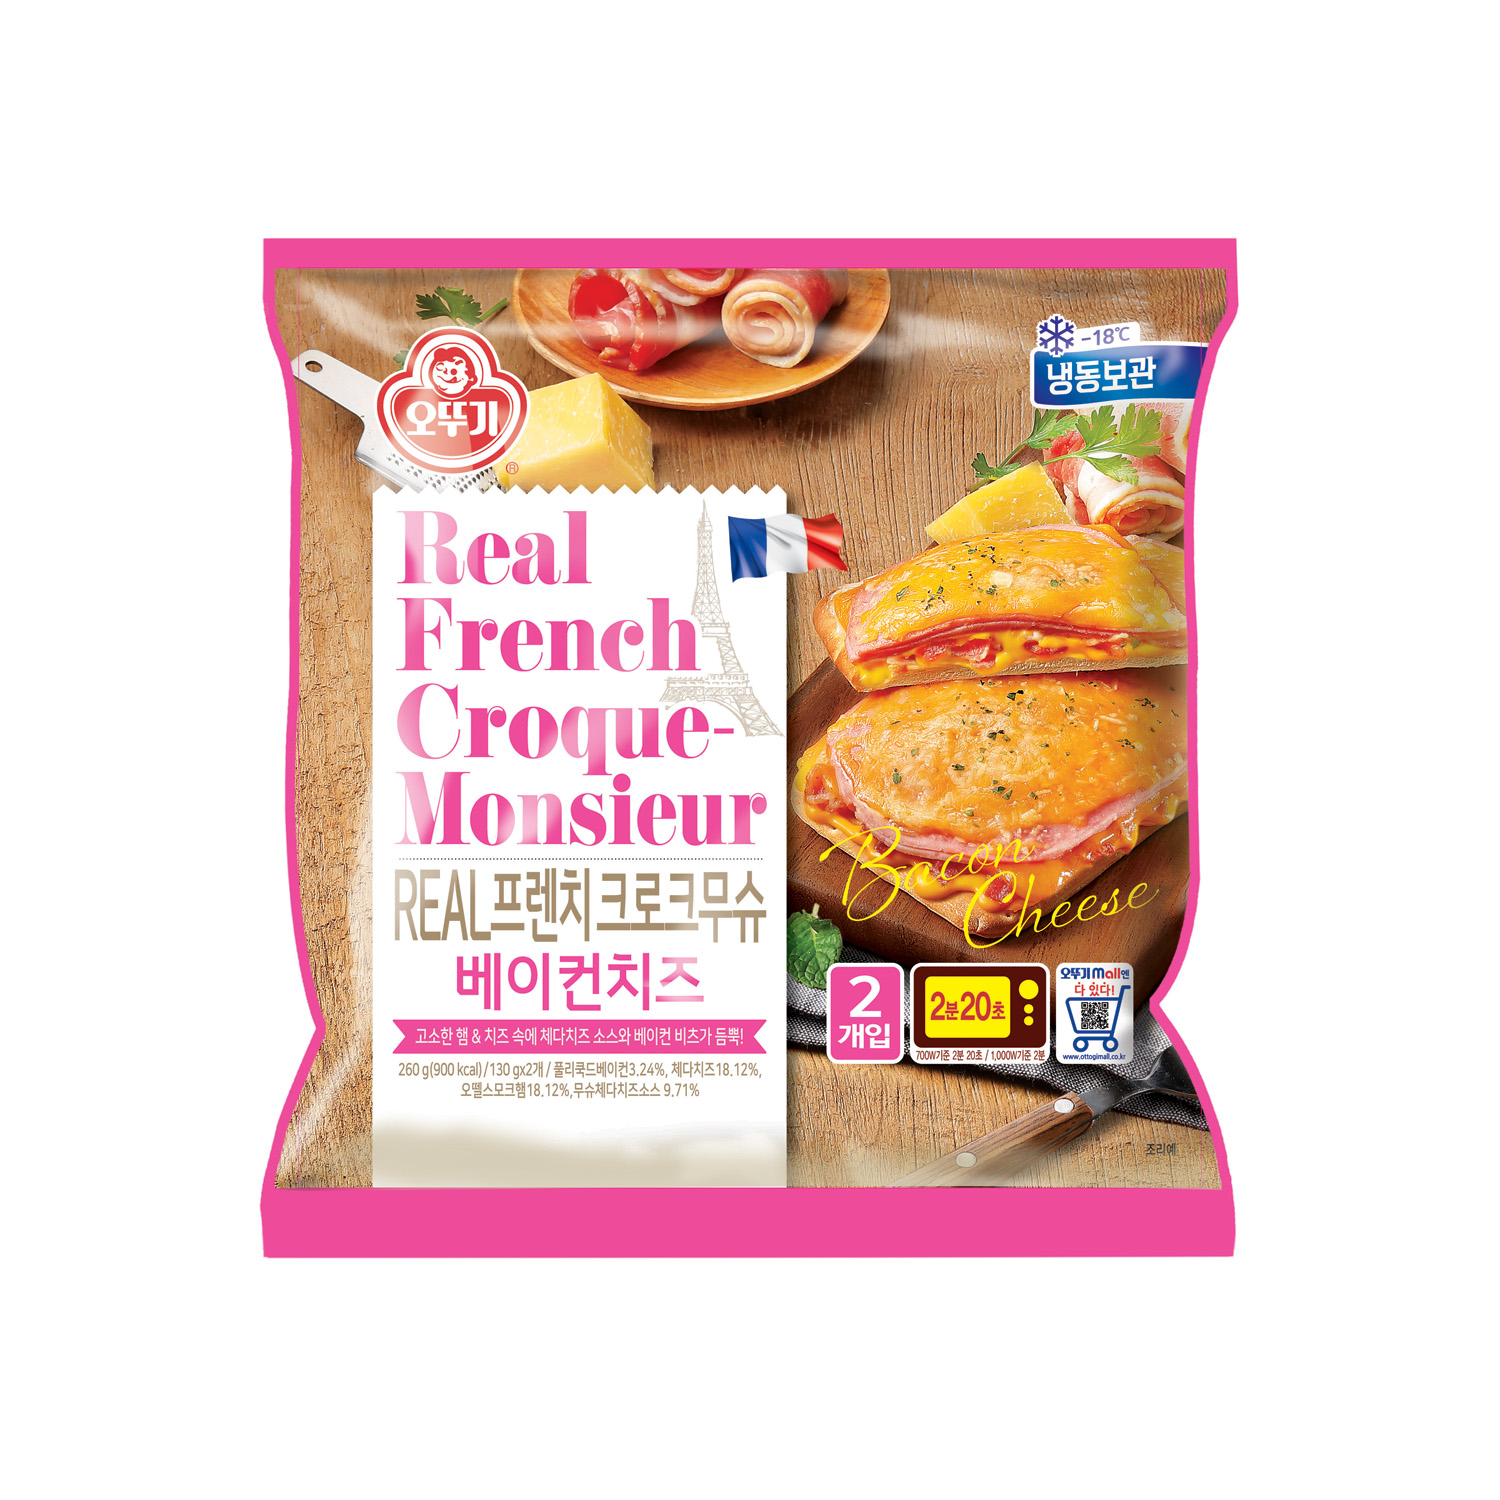 오뚜기
®
-18℃
냉동보관
Real
French
Croque-
Monsieur
REAL프렌치 크로크무슈
베이컨치즈
고소한 햄 & 치즈 속에 체다치즈 소스와 베이컨 비츠가 듬뿍!
260 g(900 kcal)/130 gx2개 / 풀리쿡드베이컨3.24%, 체다치즈18.12%,
오뗄스모크햄18.12%,무슈체다치즈소스 9.71%
Bacon
Cheese
2
개입
2분20초
700W기준 2분 20초 / 1,000W기준 2분
오뚜기mall엔
다 있다!
www.ottogimall.co.kr
조리예